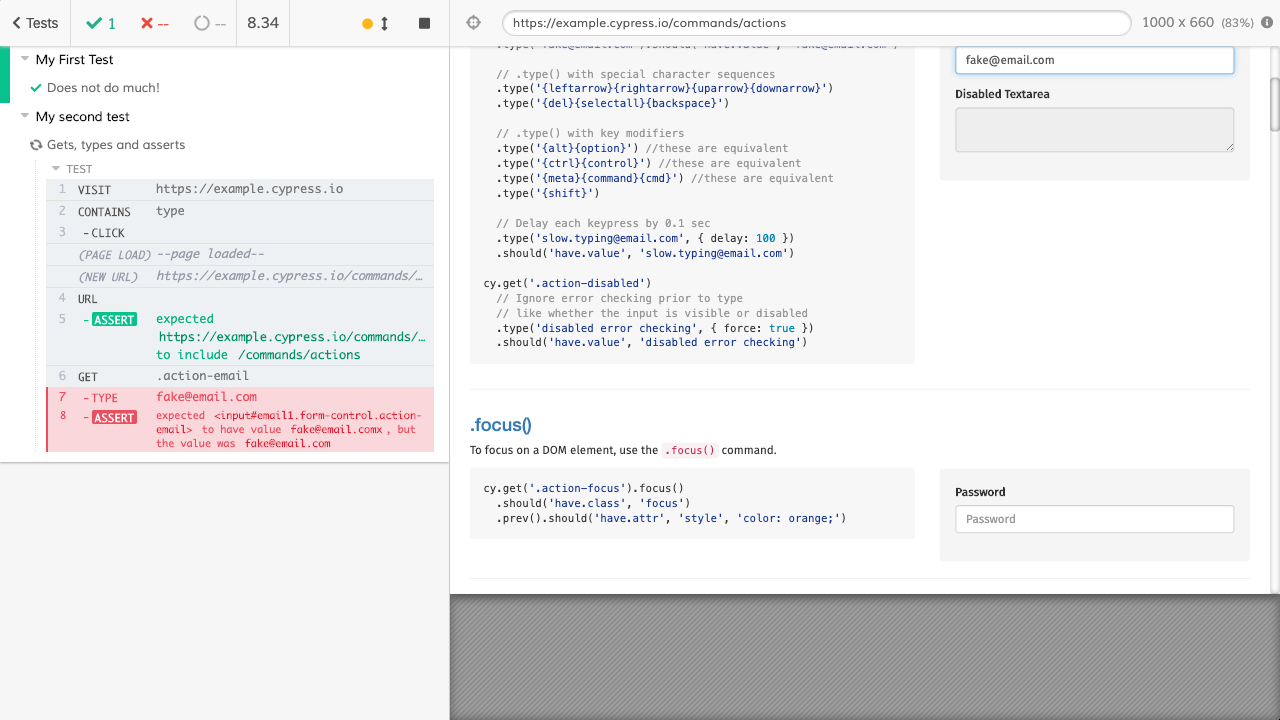 Tests
1
--
--
8.34
https://example.cypress.io/commands/actions
1000 x 660 (83%)
My First Test
Does not do much!
My second test
Gets, types and asserts
TEST
1 VISIT https://example.cypress.io
2 CONTAINS type
3 -CLICK
(PAGE LOAD) --page loaded--
(NEW URL) https://example.cypress.io/commands/…
4 URL
5 -ASSERT expected
https://example.cypress.io/commands/…
to include /commands/actions
6 GET .action-email
7 -TYPE fake@email.com
8 -ASSERT expected <input#email1.form-control.action-
email> to have value fake@email.comx, but
the value was fake@email.com
.type('fake@email.com').should('have.value', 'fake@email.com')
// .type() with special character sequences
.type('{leftarrow}{rightarrow}{uparrow}{downarrow}')
.type('{del}{selectall}{backspace}')
// .type() with key modifiers
.type('{alt}{option}') //these are equivalent
.type('{ctrl}{control}') //these are equivalent
.type('{meta}{command}{cmd}') //these are equivalent
.type('{shift}')
// Delay each keypress by 0.1 sec
.type('slow.typing@email.com', { delay: 100 })
.should('have.value', 'slow.typing@email.com')
cy.get('.action-disabled')
// Ignore error checking prior to type
// like whether the input is visible or disabled
.type('disabled error checking', { force: true })
.should('have.value', 'disabled error checking')
fake@email.com
Disabled Textarea
.focus()
To focus on a DOM element, use the .focus() command.
cy.get('.action-focus').focus()
.should('have.class', 'focus')
.prev().should('have.attr', 'style', 'color: orange;')
Password
Password